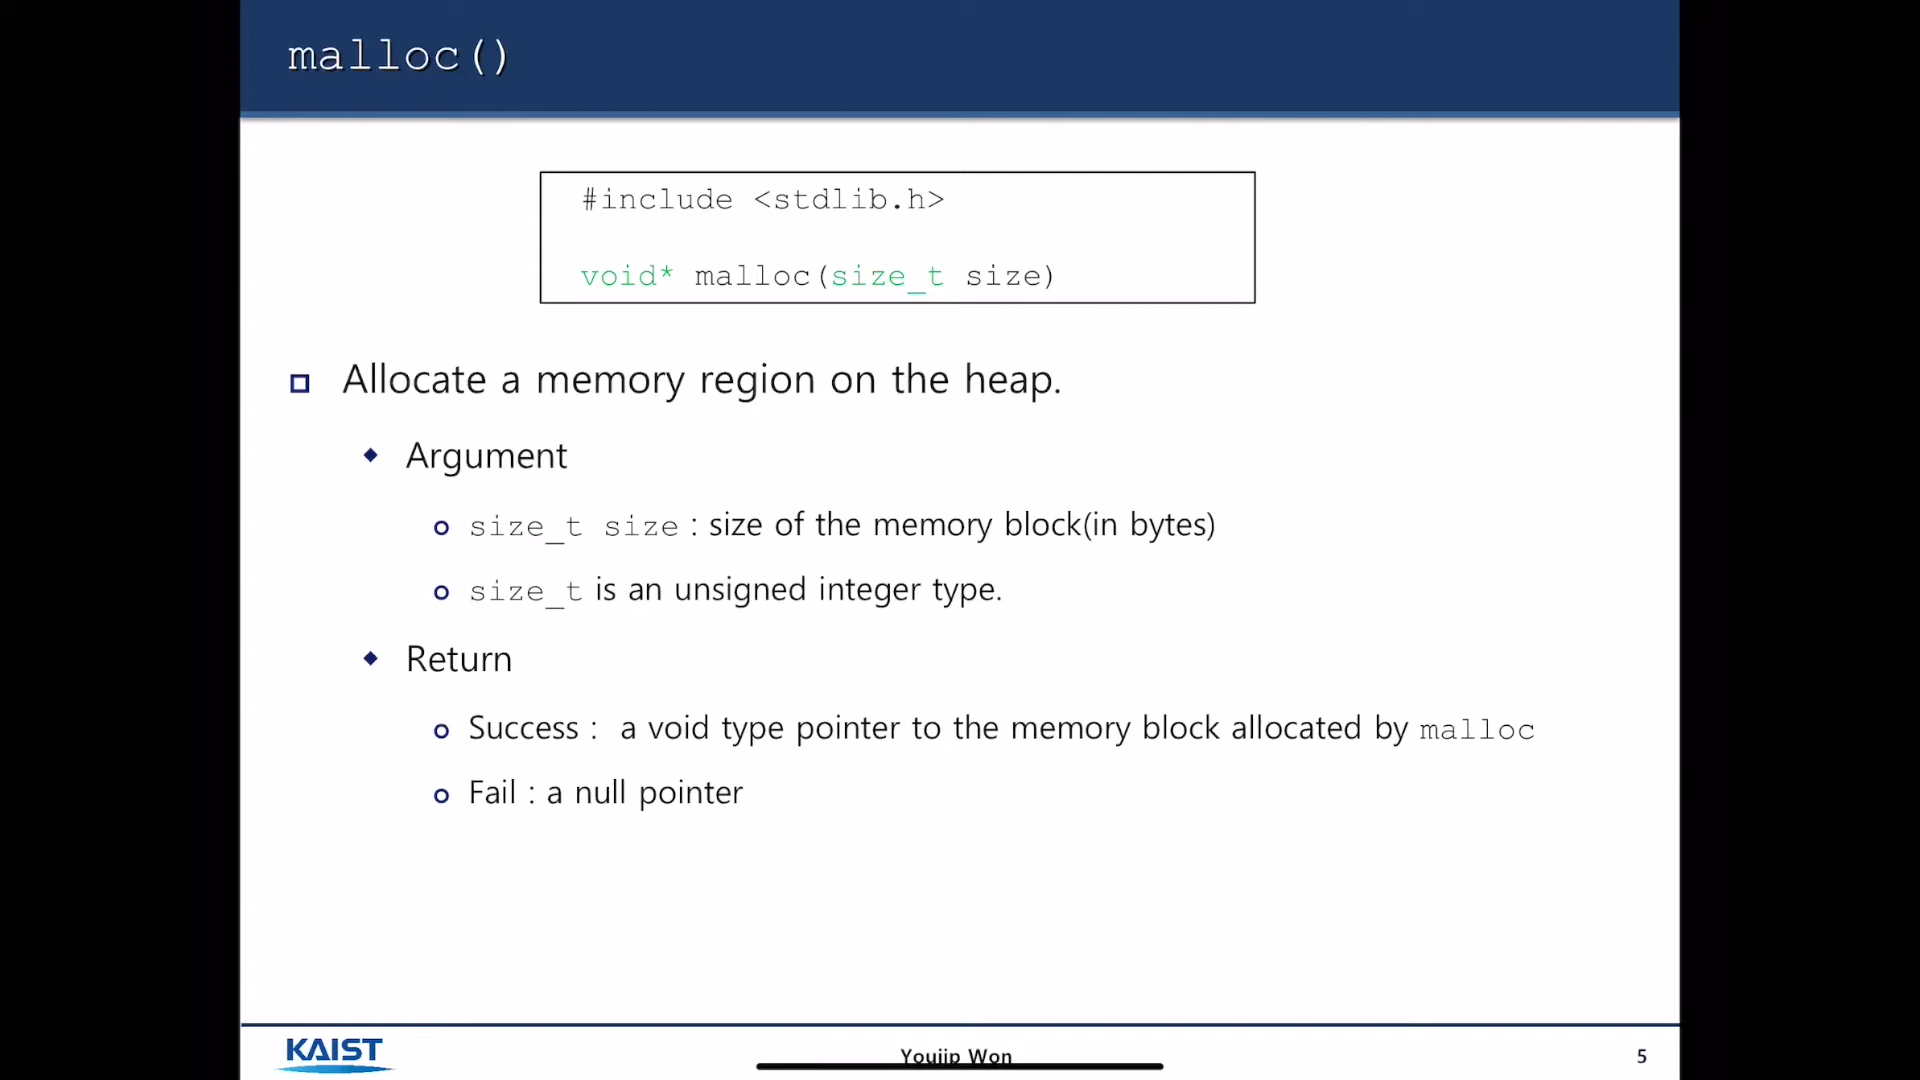 malloc()
#include <stdlib.h>
void* malloc(size_t size)
Allocate a memory region on the heap.
Argument
size_t size : size of the memory block(in bytes)
size_t is an unsigned integer type.
Return
Success : a void type pointer to the memory block allocated by malloc
Fail : a null pointer
KAIST
Youjip Won
5